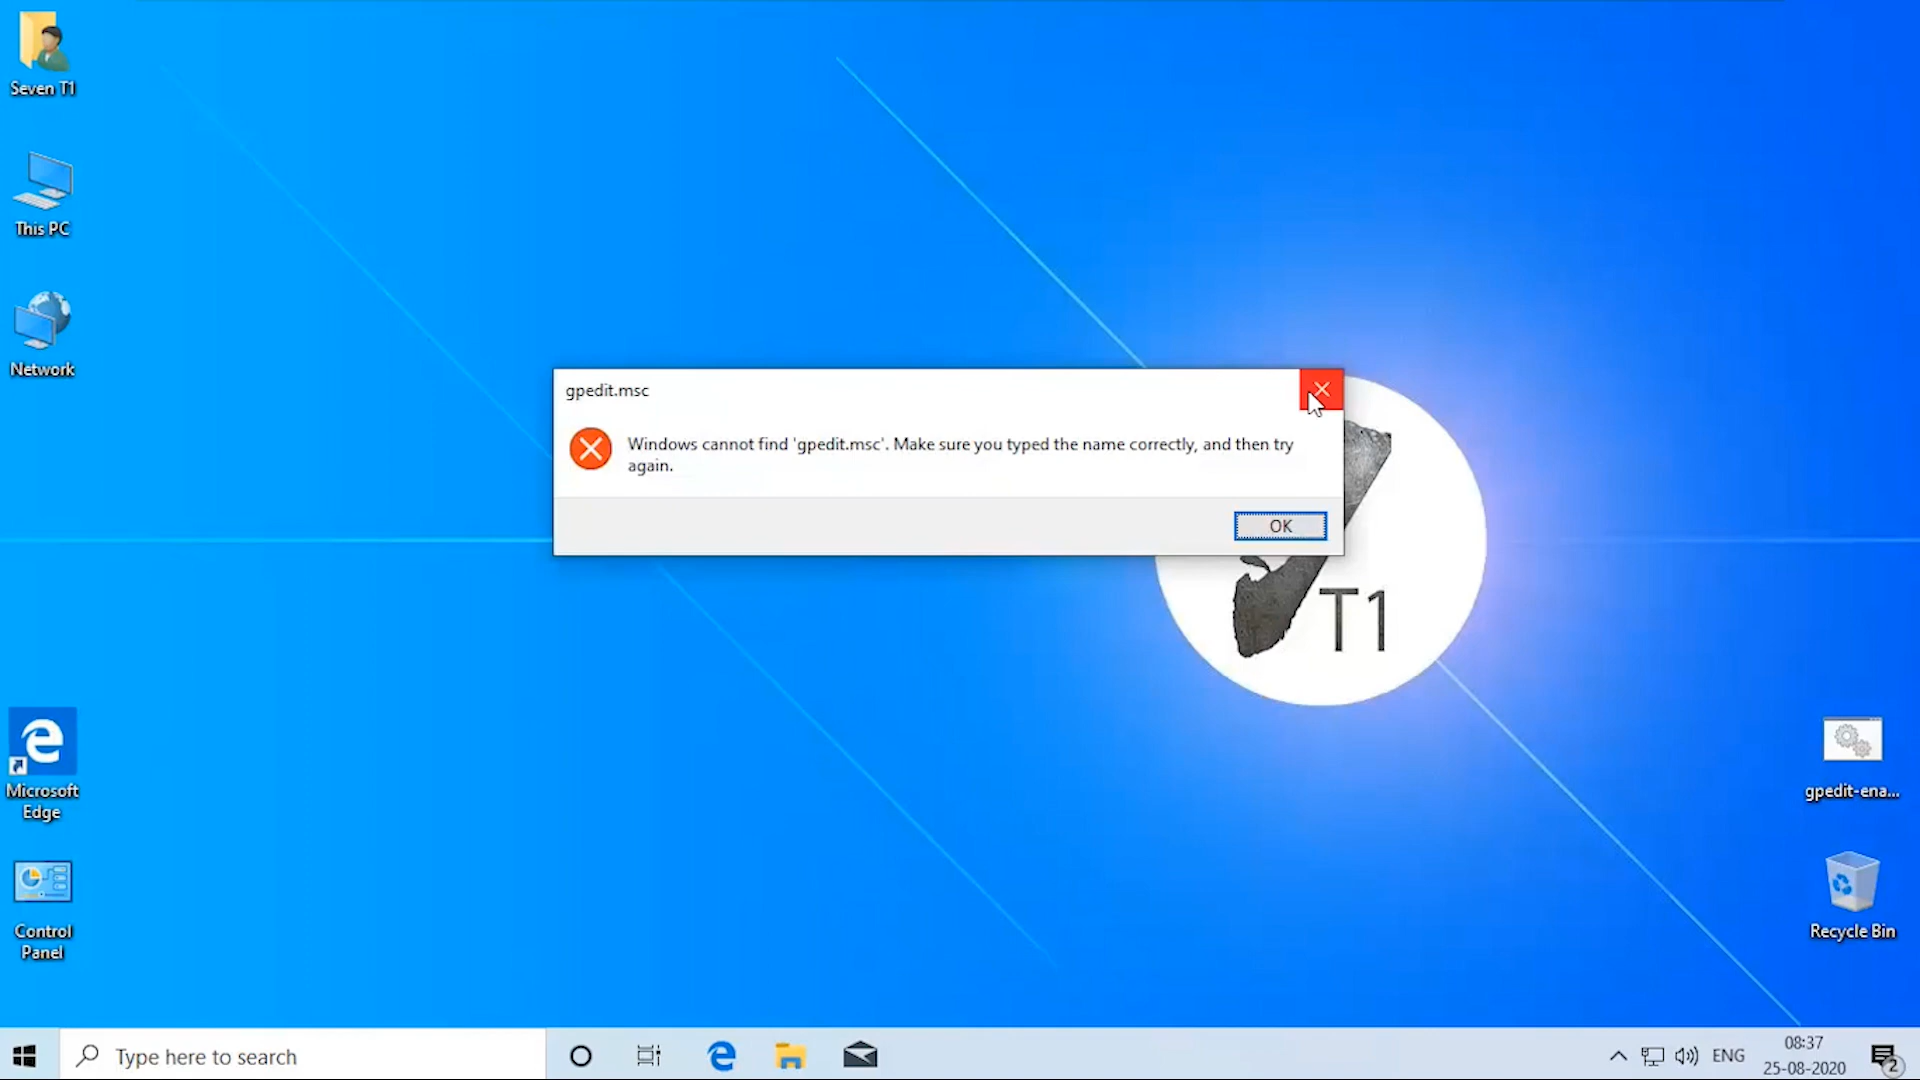 Seven T1
This PC
Network
gpedit.msc
Windows cannot find 'gpedit.msc'. Make sure you typed the name correctly, and then try
again.
OK
T1
Microsoft
Edge
Control
Panel
gpedit-ena...
Recycle Bin
Type here to search
ENG
08:37
25-08-2020
2